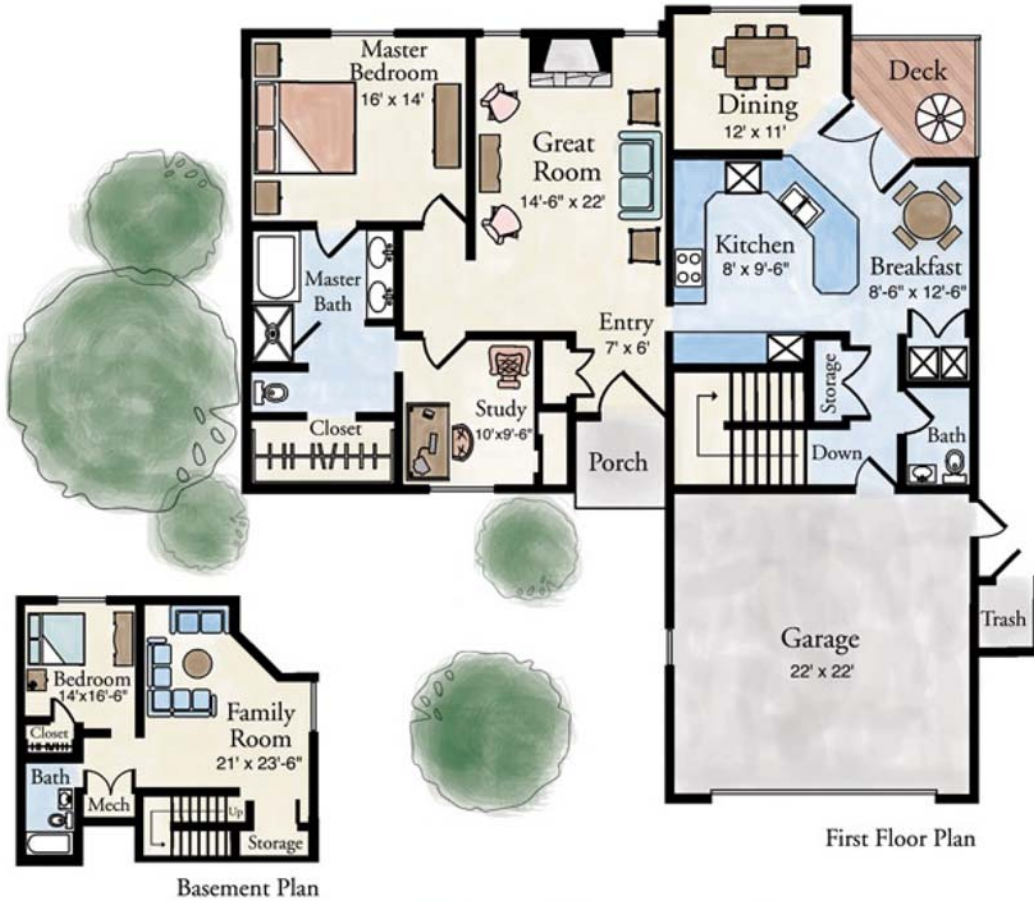 Master
Bedroom
16' x 14'
Great
Room
14'-6" x 22'
Dining
12' x 11'
Deck
Master
Bath
Kitchen
8' x 9'-6"
Breakfast
8'-6" x 12'-6"
Entry
7' x 6'
Closet
Study
10'x9'-6"
Porch
Storage
Down
Bath
Garage
22' x 22'
Trash
First Floor Plan
Bedroom
14'x16'-6"
Closet
Family
Room
21' x 23'-6"
Bath
Mech
Up
Storage
Basement Plan